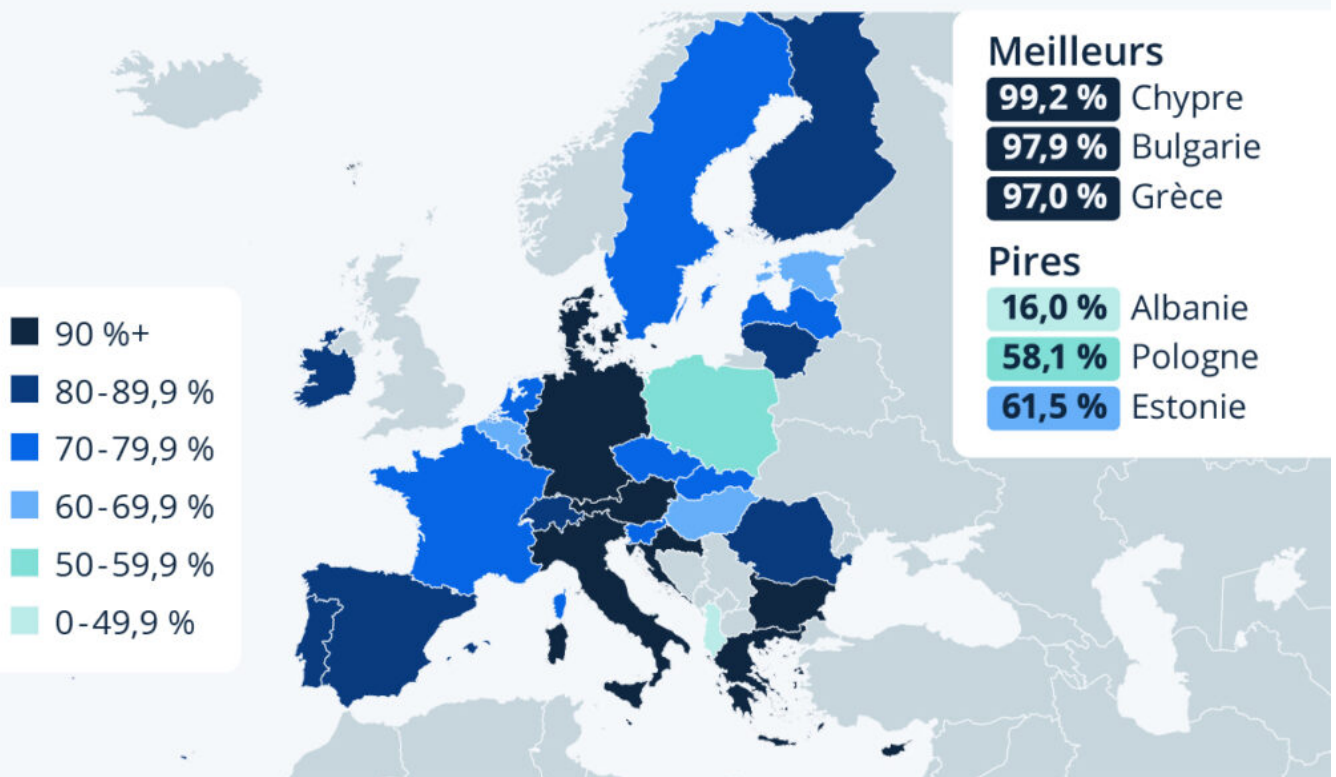 Meilleurs
99,2 % Chypre
97,9 % Bulgarie
97,0 % Grèce
Pires
16,0 % Albanie
58,1 % Pologne
61,5 % Estonie
90 %+
80-89,9 %
70-79,9 %
60-69,9 %
50-59,9 %
0-49,9 %